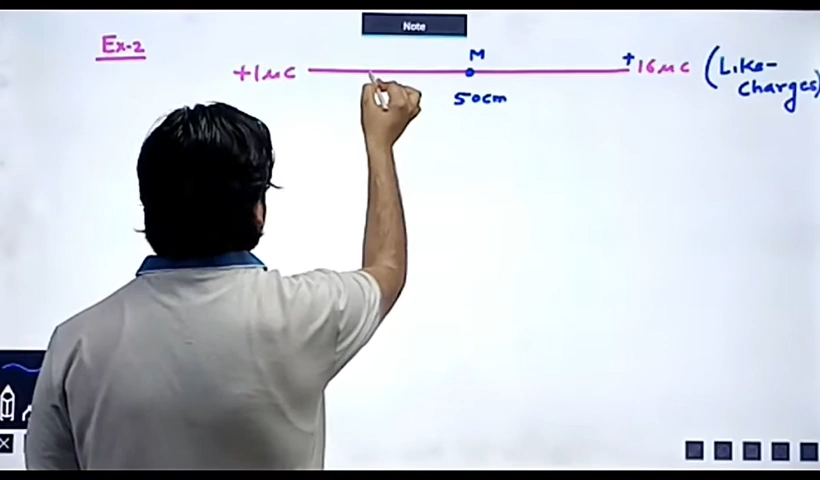 Note
Ex-2
M
+1μC +16μC (Like-
charges)
50cm